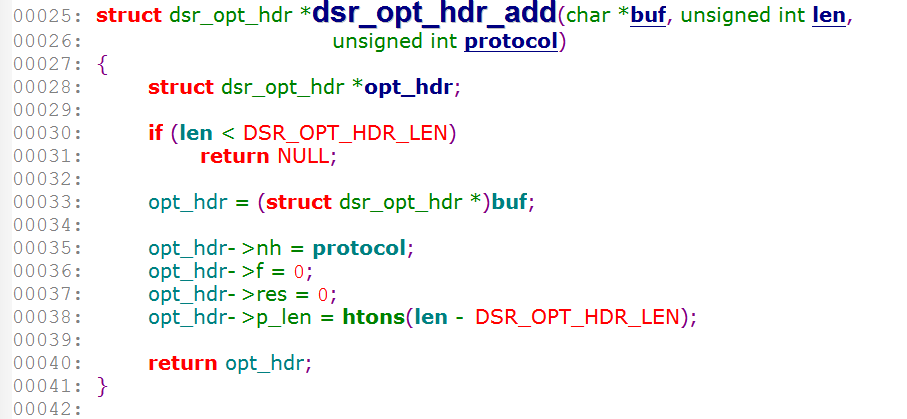 00025: struct dsr_opt_hdr *dsr_opt_hdr_add(char *buf, unsigned int len,
00026: unsigned int protocol)
00027: {
00028: struct dsr_opt_hdr *opt_hdr;
00029:
00030: if (len < DSR_OPT_HDR_LEN)
00031: return NULL;
00032:
00033: opt_hdr = (struct dsr_opt_hdr *)buf;
00034:
00035: opt_hdr->nh = protocol;
00036: opt_hdr->f = 0;
00037: opt_hdr->res = 0;
00038: opt_hdr->p_len = htons(len - DSR_OPT_HDR_LEN);
00039:
00040: return opt_hdr;
00041: }
00042: